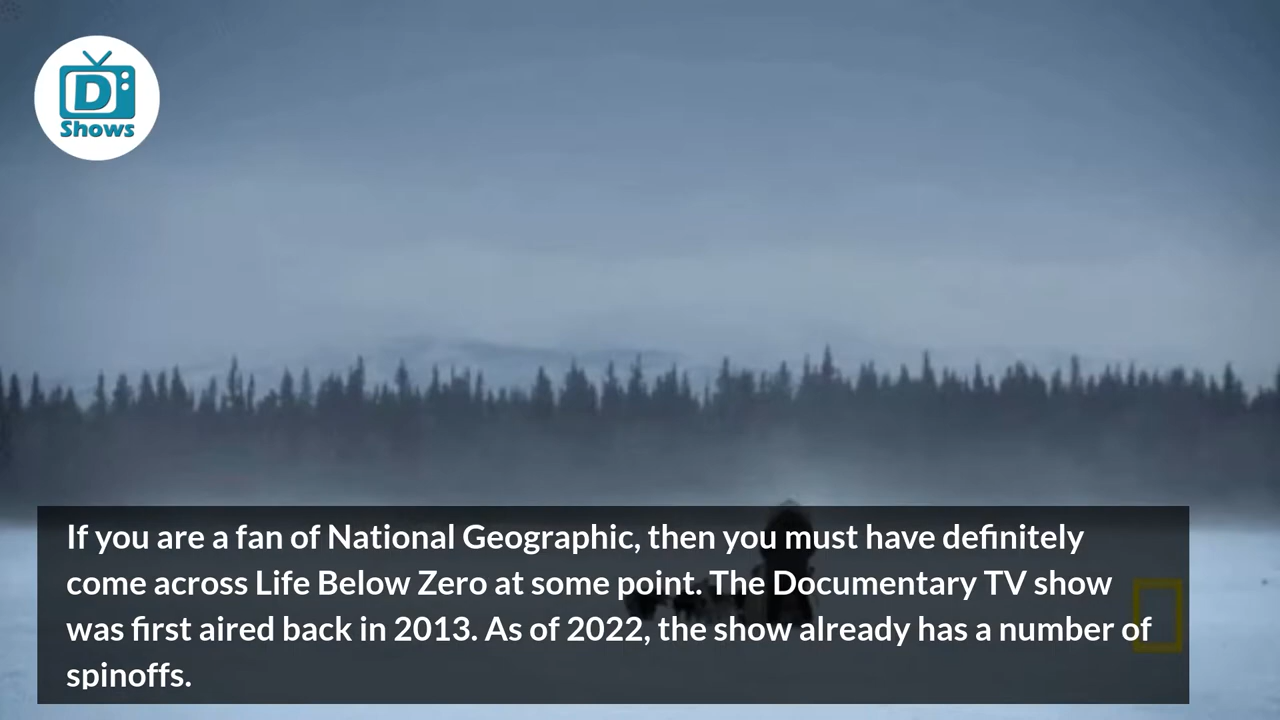 D
Shows
If you are a fan of National Geographic, then you must have definitely
come across Life Below Zero at some point. The Documentary TV show
was first aired back in 2013. As of 2022, the show already has a number of
spinoffs.